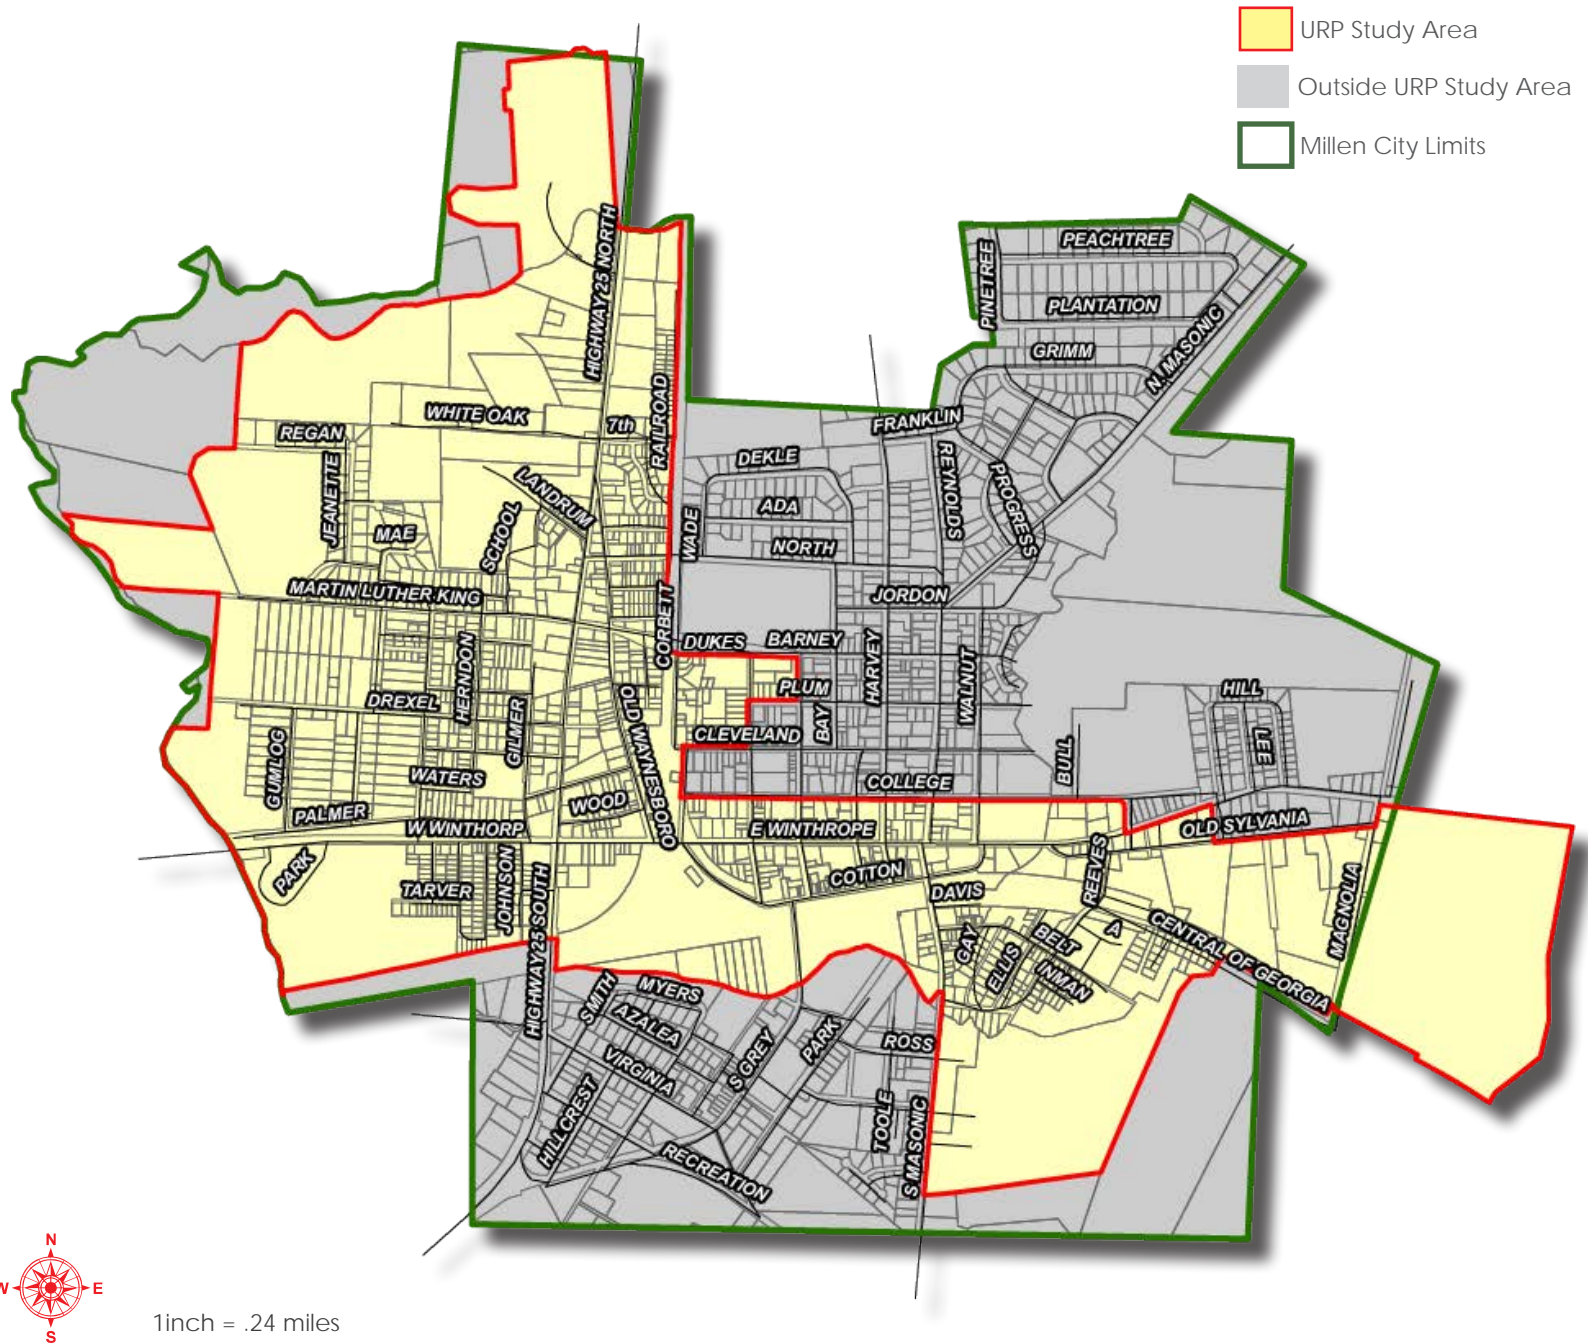 URP Study Area
Outside URP Study Area
Millen City Limits
PEACHTREE
PINETREE
PLANTATION
N. MASONIC
GRIMM
HIGHWAY 25 NORTH
RAILROAD
WHITE OAK
7th
REGAN
JEANETTE
LANDRUM
SCHOOL
MAE
MARTIN LUTHER KING
FRANKLIN
DEKLE
REYNOLDS
PROGRESS
ADA
WADE
NORTH
JORDON
CORBETT
DUKES
BARNEY
HARVEY
PLUM
WALNUT
BAY
CLEVELAND
COLLEGE
BULL
HILL
LEE
HERNDON
DREXEL
GILMER
GUMLOG
WATERS
OLD WAYNESBORO
PALMER
WOOD
W WINTHORP
E WINTHROPE
OLD SYLVANIA
PARK
TARVER
JOHNSON
HIGHWAY 25 SOUTH
COTTON
DAVIS
REEVES
MAGNOLIA
A
CENTRAL OF GEORGIA
GAY
BELT
ELLIS
INMAN
SMITH
MYERS
AZALEA
VIRGINIA
S GREY
PARK
ROSS
HILLCREST
TOOLE
S MASONIC
RECREATION
N
W
E
S
1inch = .24 miles